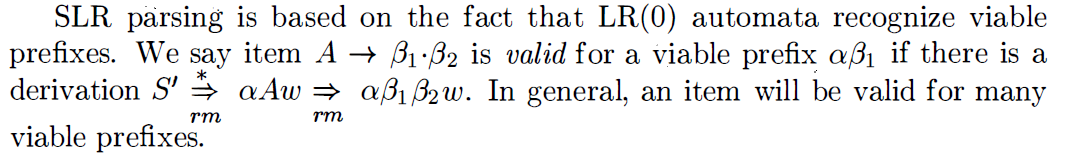 SLR parsing is based on the fact that LR(0) automata recognize viable
prefixes. We say item A → β₁·β₂ is valid for a viable prefix αβ₁ if there is a
derivation S′ ⇒* αAw ⇒ αβ₁β₂w. In general, an item will be valid for many
rm rm
viable prefixes.